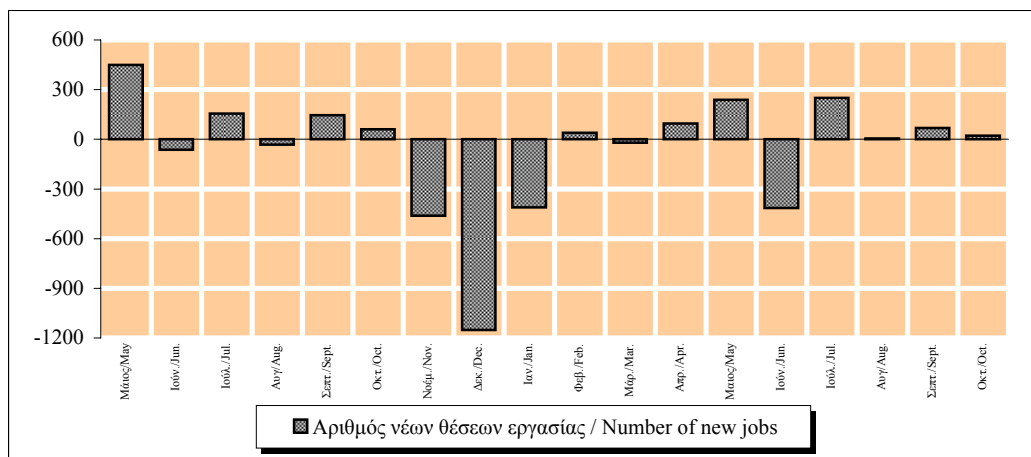 600
300
0
-300
-600
-900
-1200
Μάιος/May
Ιούν./Jun.
Ιούλ./Jul.
Αυγ/Aug.
Σεπτ./Sept.
Οκτ./Oct.
Νοέμ./Nov.
Δεκ./Dec.
Ιαν./Jan.
Φεβ./Feb.
Μάρ./Mar.
Απρ./Apr.
Μαιος/May
Ιούν./Jun.
Ιούλ./Jul.
Αυγ/Aug.
Σεπτ./Sept.
Οκτ./Oct.
Αριθμός νέων θέσεων εργασίας / Number of new jobs